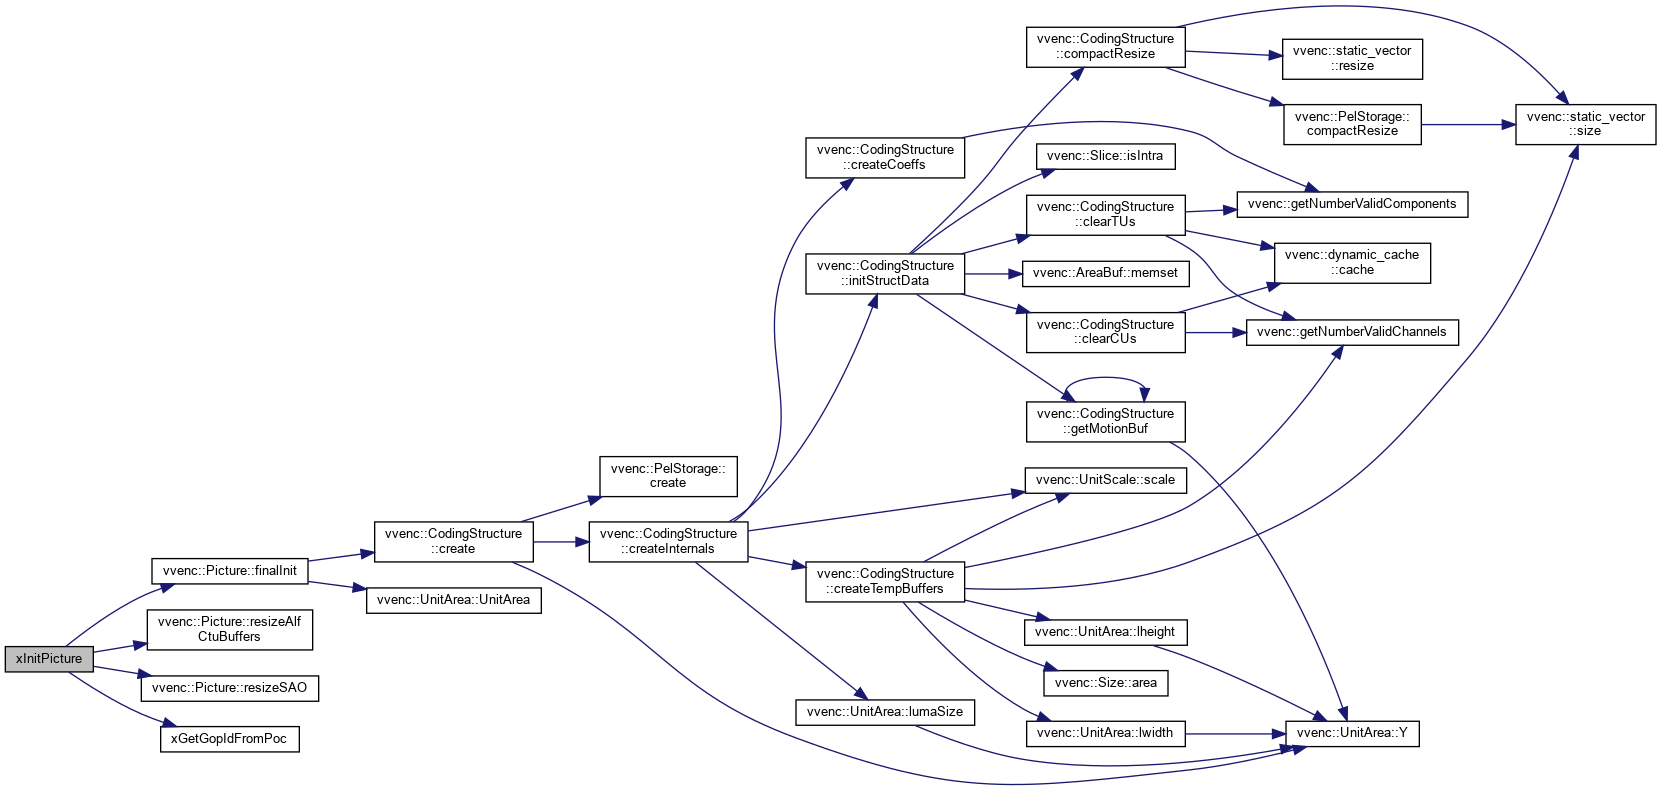 xInitPicture
vvenc::Picture::finalInit
vvenc::Picture::resizeAlf
CtuBuffers
vvenc::Picture::resizeSAO
xGetGopIdFromPoc
vvenc::CodingStructure
::create
vvenc::UnitArea::UnitArea
vvenc::PelStorage::
create
vvenc::CodingStructure
::createInternals
vvenc::CodingStructure
::createCoeffs
vvenc::CodingStructure
::initStructData
vvenc::CodingStructure
::createTempBuffers
vvenc::UnitArea::lumaSize
vvenc::CodingStructure
::compactResize
vvenc::Slice::isIntra
vvenc::CodingStructure
::clearTUs
vvenc::AreaBuf::memset
vvenc::CodingStructure
::clearCUs
vvenc::CodingStructure
::getMotionBuf
vvenc::UnitScale::scale
vvenc::UnitArea::lheight
vvenc::Size::area
vvenc::UnitArea::lwidth
vvenc::static_vector
::resize
vvenc::PelStorage::
compactResize
vvenc::getNumberValidComponents
vvenc::dynamic_cache
::cache
vvenc::getNumberValidChannels
vvenc::UnitArea::Y
vvenc::static_vector
::size